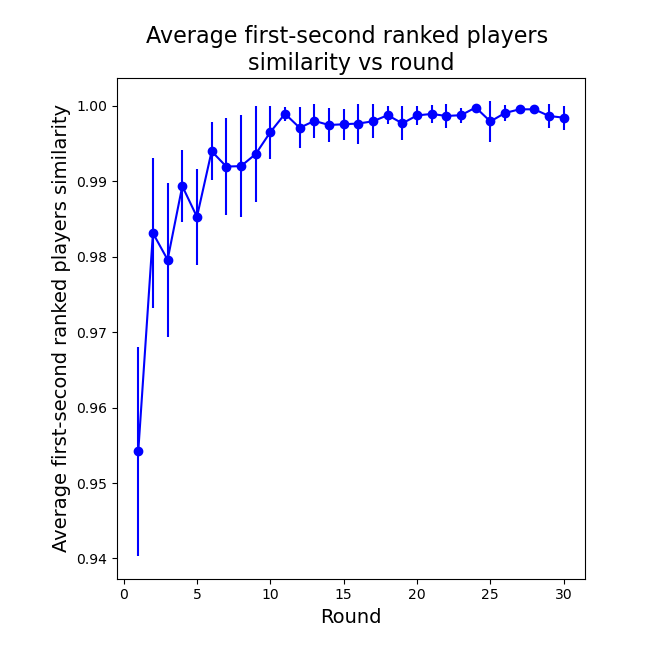 Average first-second ranked players
similarity vs round
Average first-second ranked players similarity
1.00
0.99
0.98
0.97
0.96
0.95
0.94
0 5 10 15 20 25 30
Round